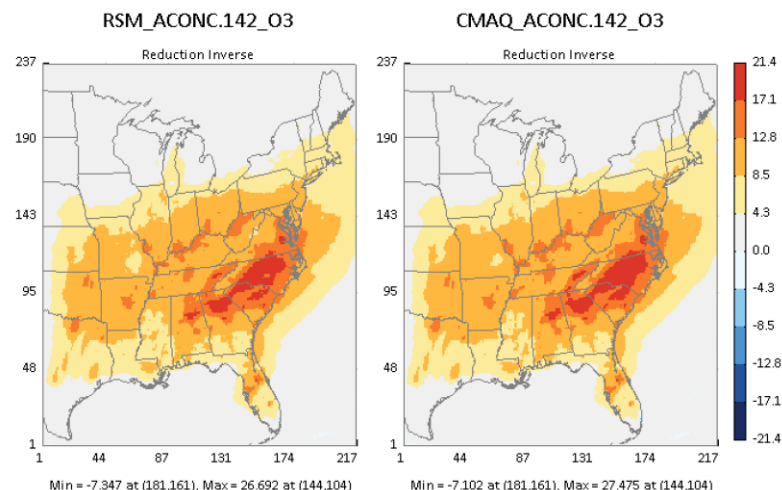 RSM_ACONC.142_O3
CMAQ_ACONC.142_O3
Reduction Inverse
Reduction Inverse
237
190
143
95
48
1
1 44 87 131 174 217
Min = -7.347 at (181,161), Max = 26.692 at (144,104)
237
190
143
95
48
1
1 44 87 131 174 217
Min = -7.102 at (181,161), Max = 27.475 at (144,104)
21.4
17.1
12.8
8.5
4.3
0.0
-4.3
-8.5
-12.8
-17.1
-21.4